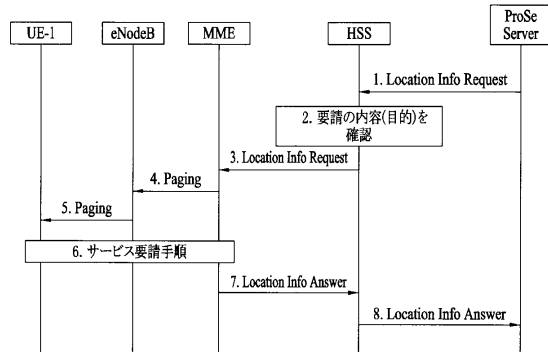 UE-1
eNodeB
MME
HSS
ProSe
Server
1. Location Info Request
2. 要請の内容(目的)を
確認
3. Location Info Request
4. Paging
5. Paging
6. サービス要請手順
7. Location Info Answer
8. Location Info Answer